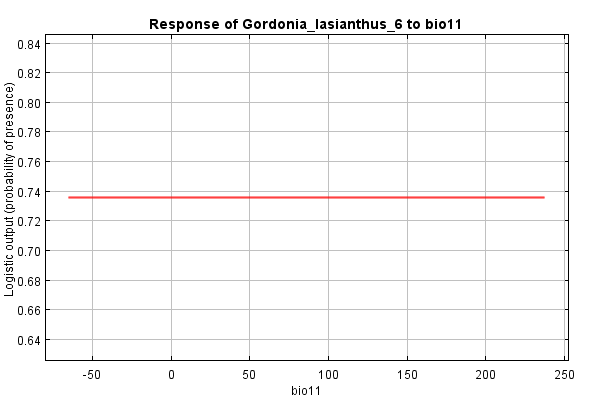 Response of Gordonia_lasianthus_6 to bio11
Logistic output (probability of presence)
0.84
0.82
0.80
0.78
0.76
0.74
0.72
0.70
0.68
0.66
0.64
-50 0 50 100 150 200 250
bio11